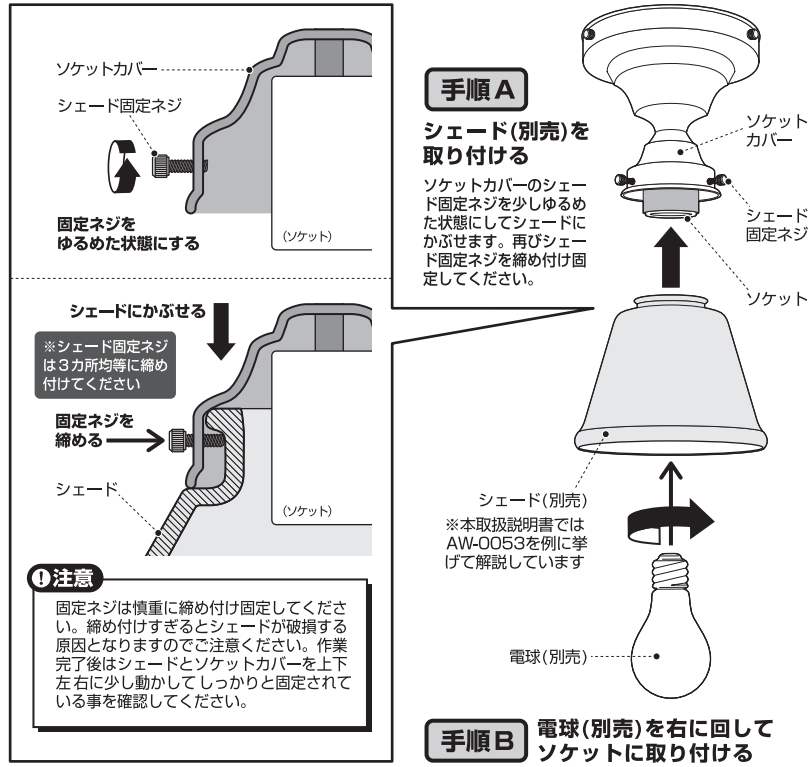 ソケットカバー
シェード固定ネジ
固定ネジを
ゆるめた状態にする
(ソケット)
シェードにかぶせる
※シェード固定ネジ
は3カ所均等に締め
付けてください
固定ネジを
締める
シェード
(ソケット)
注意
固定ネジは慎重に締め付け固定してくださ
い。締め付けすぎるとシェードが破損する
原因となりますのでご注意ください。作業
完了後はシェードとソケットカバーを上下
左右に少し動かしてしっかりと固定されて
いる事を確認してください。
手順A
シェード(別売)を
取り付ける
ソケットカバーのシェー
ド固定ネジを少しゆるめ
た状態にしてシェードに
かぶせます。再びシェー
ド固定ネジを締め付け固
定してください。
ソケット
カバー
シェード
固定ネジ
ソケット
シェード(別売)
※本取扱説明書では
AW-0053を例に挙
げて解説しています
電球(別売)
手順B
電球(別売)を右に回して
ソケットに取り付ける